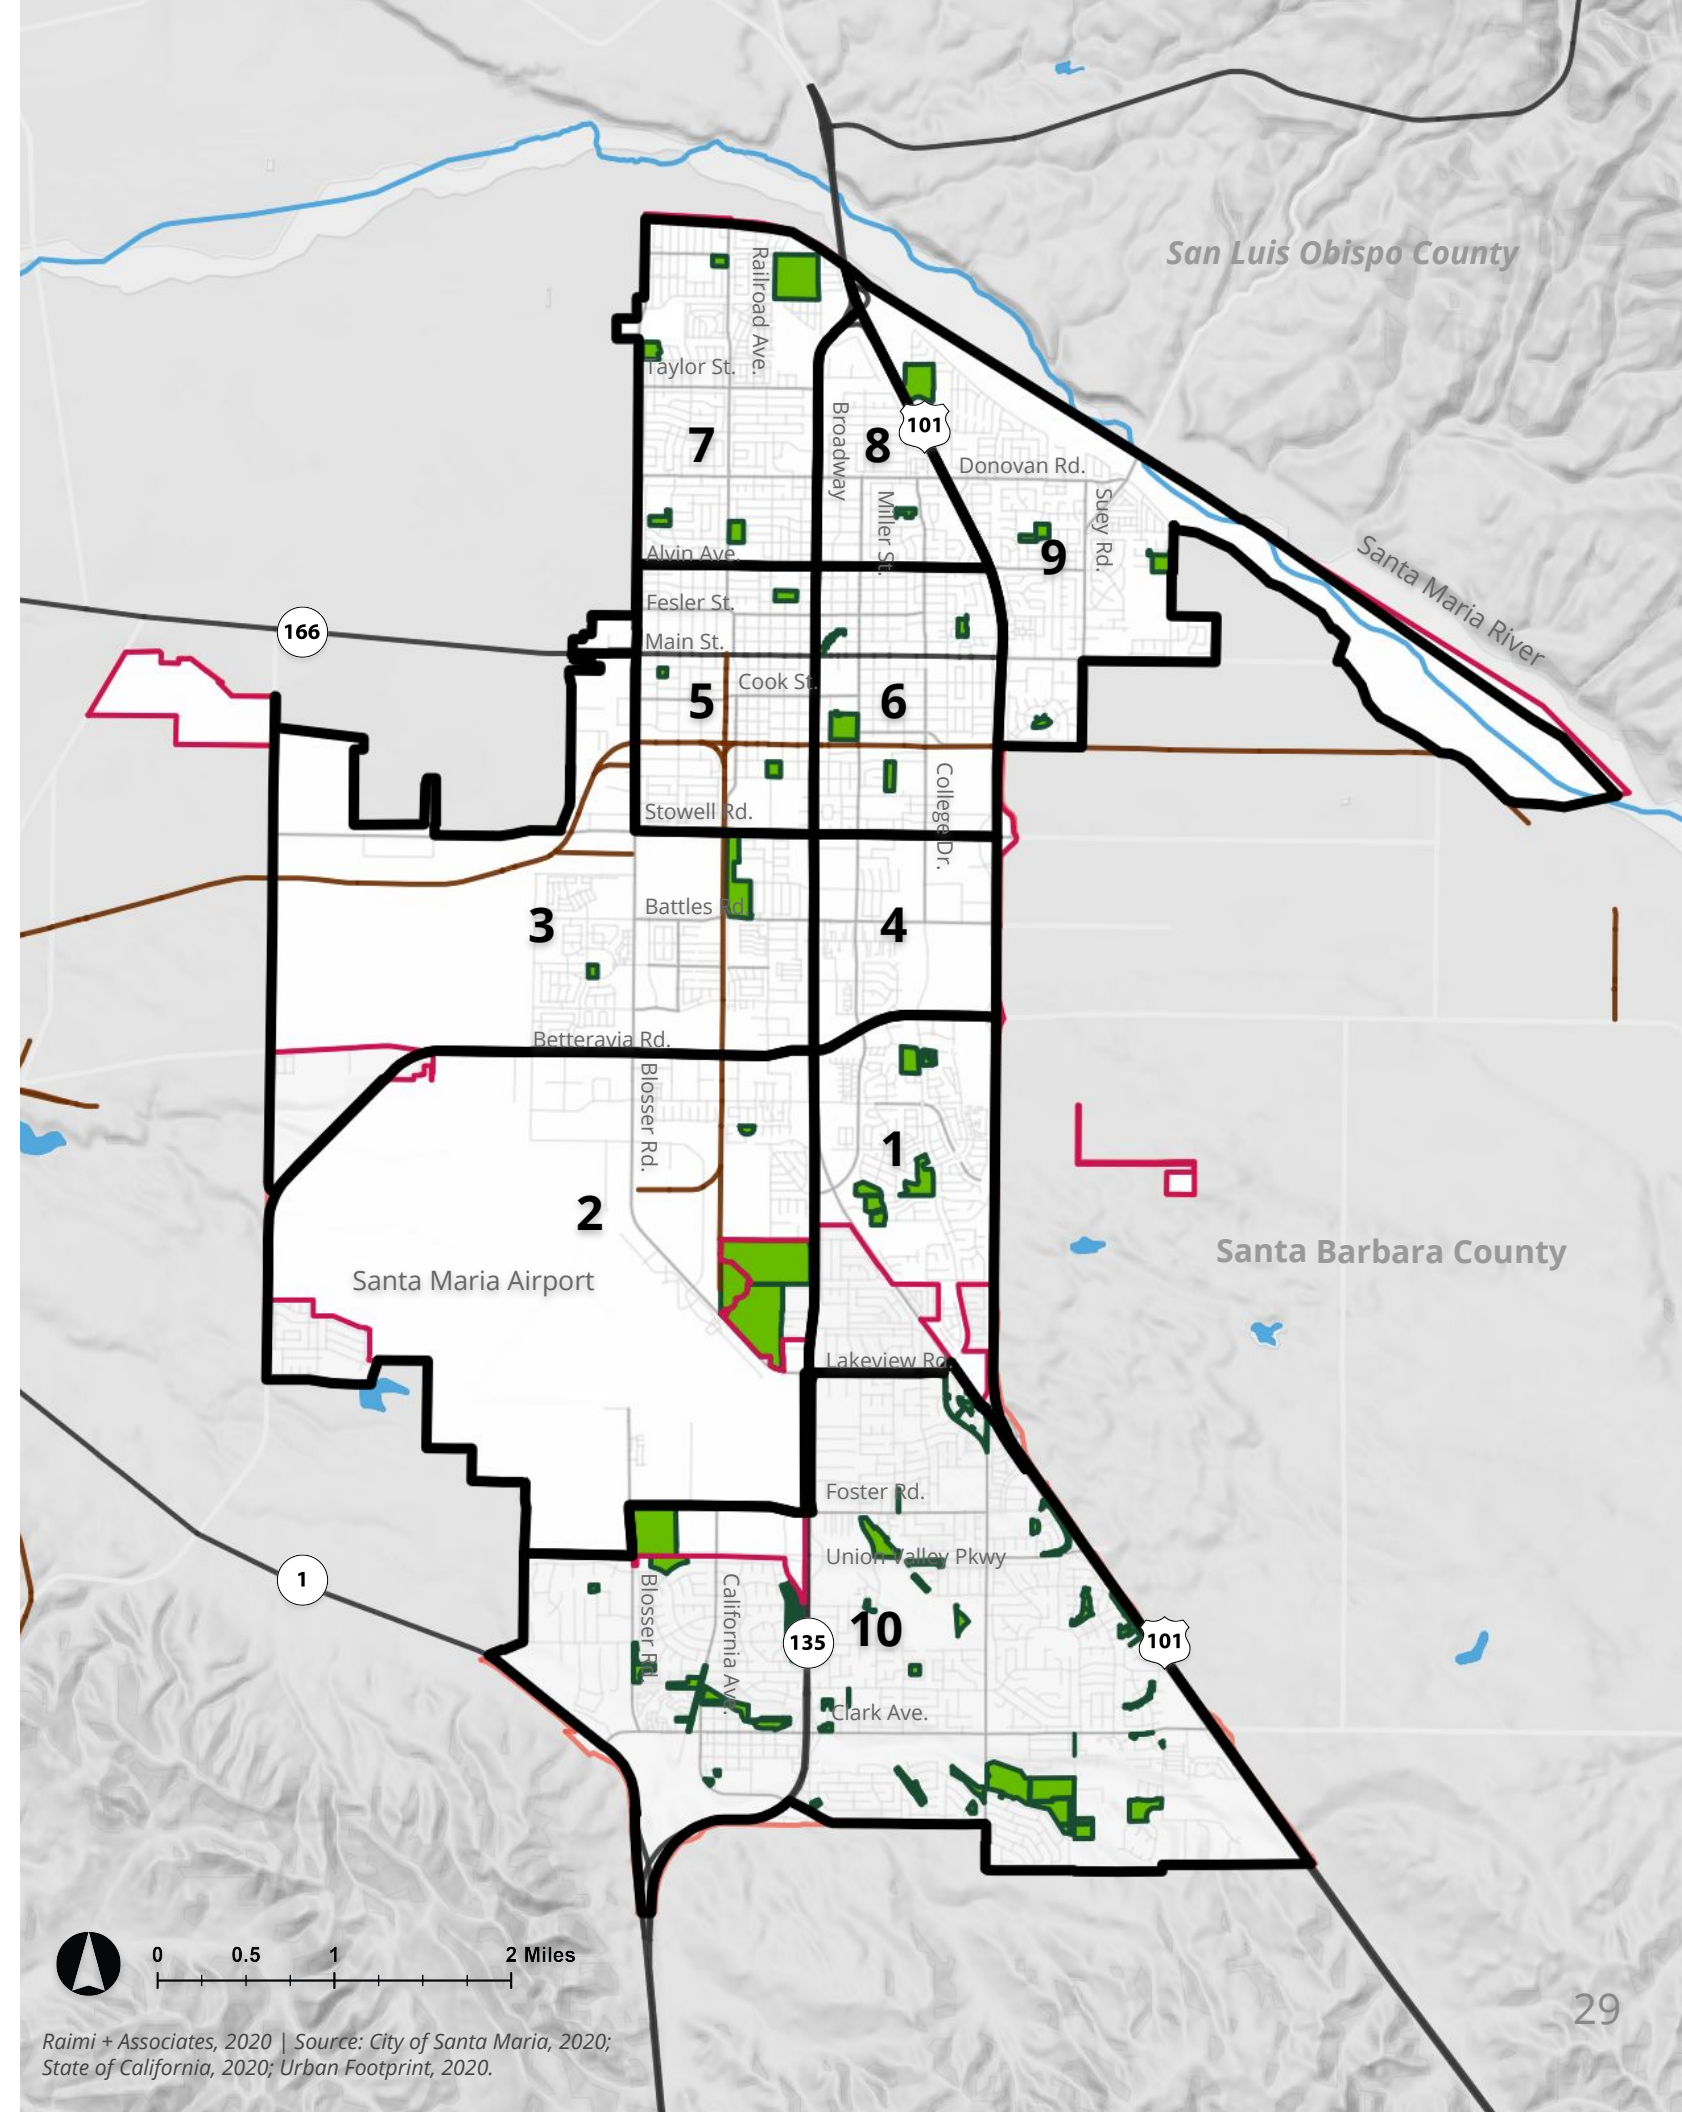 San Luis Obispo County
Railroad Ave.
Taylor St.
Broadway
101
7
8
Donovan Rd.
Miller St.
Suey Rd.
Alvin Ave.
9
Santa Maria River
Fesler St.
166
Main St.
Cook St.
5
6
College Dr.
Stowell Rd.
Battles Rd.
3
4
Betteravia Rd.
Blosser Rd.
1
2
Santa Barbara County
Santa Maria Airport
Lakeview Rd.
Foster Rd.
Union Valley Pkwy
1
Blosser Rd.
California Ave.
135
10
101
Clark Ave.
0 0.5 1 2 Miles
29
Raimi + Associates, 2020 | Source: City of Santa Maria, 2020;
State of California, 2020; Urban Footprint, 2020.